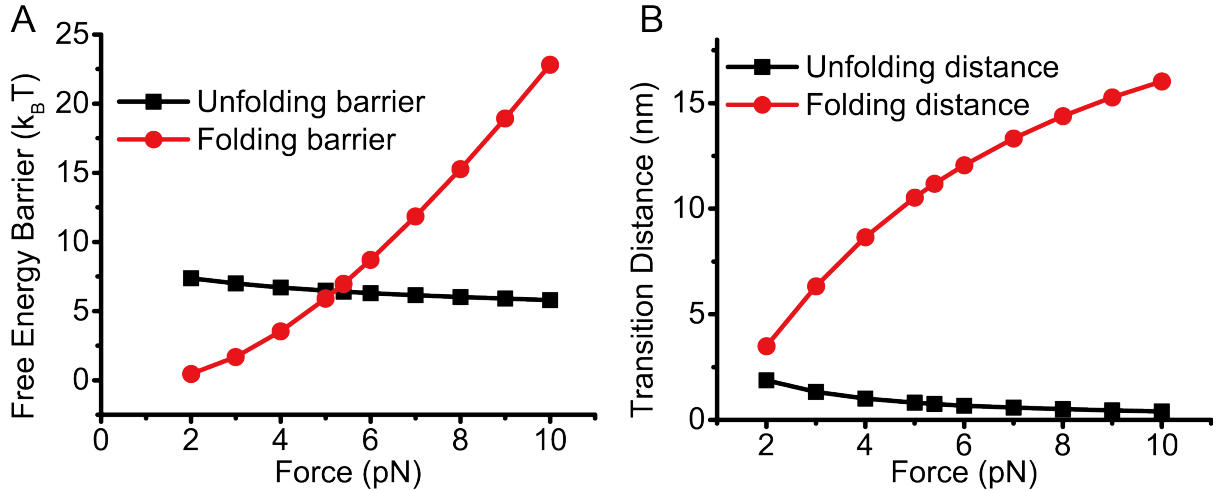 A
Free Energy Barrier (k_BT)
25
20
15
10
5
0
Unfolding barrier
Folding barrier
0 2 4 6 8 10
Force (pN)
B
Transition Distance (nm)
15
10
5
0
Unfolding distance
Folding distance
2 4 6 8 10
Force (pN)